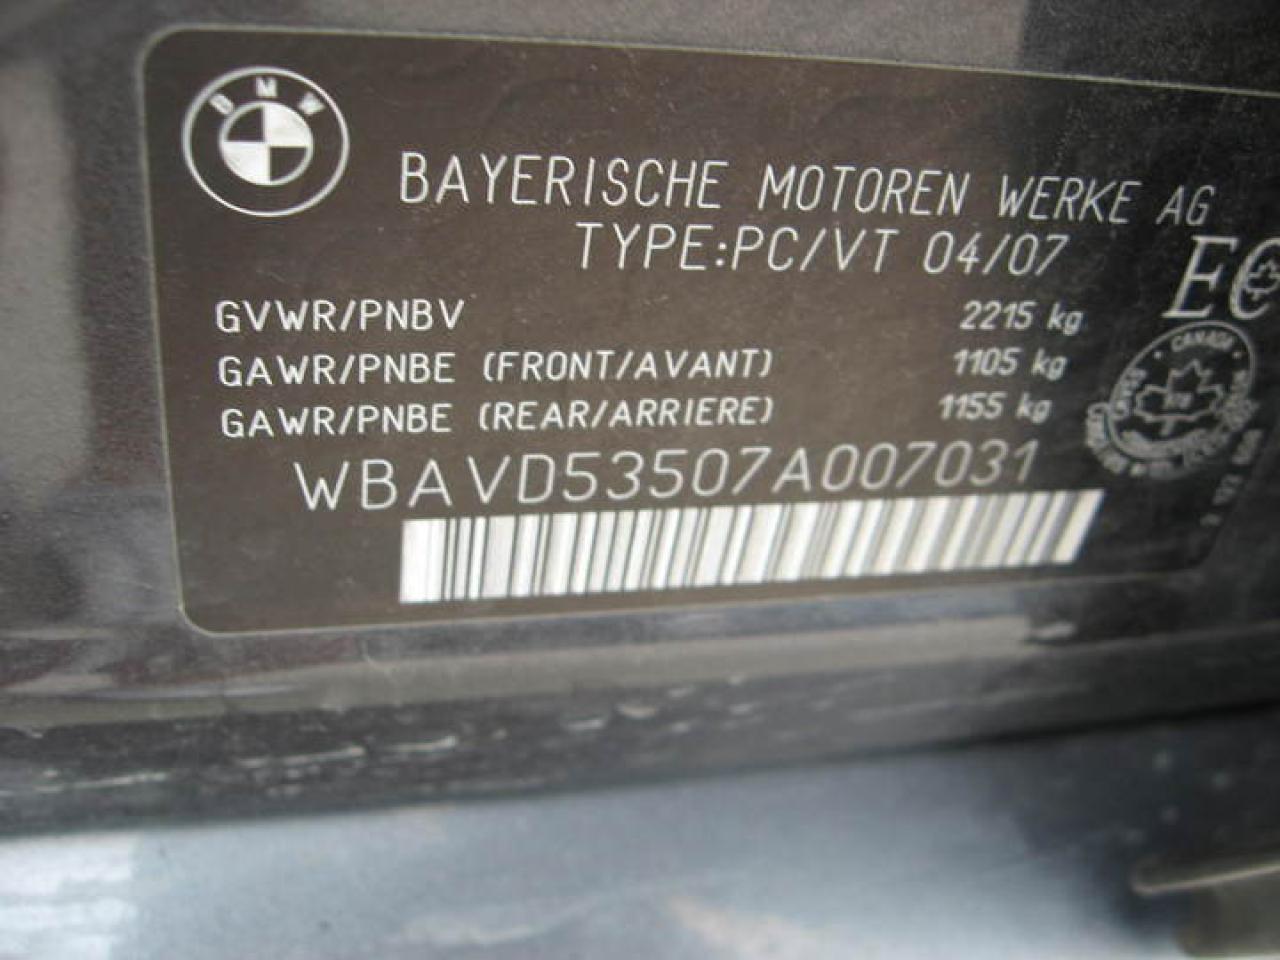 BMW
BAYERISCHE MOTOREN WERKE AG
TYPE:PC/VT 04/07
GVWR/PNBV 2215 kg
GAWR/PNBE (FRONT/AVANT) 1105 kg
GAWR/PNBE (REAR/ARRIERE) 1155 kg
WBAVD53507A007031
CANADA